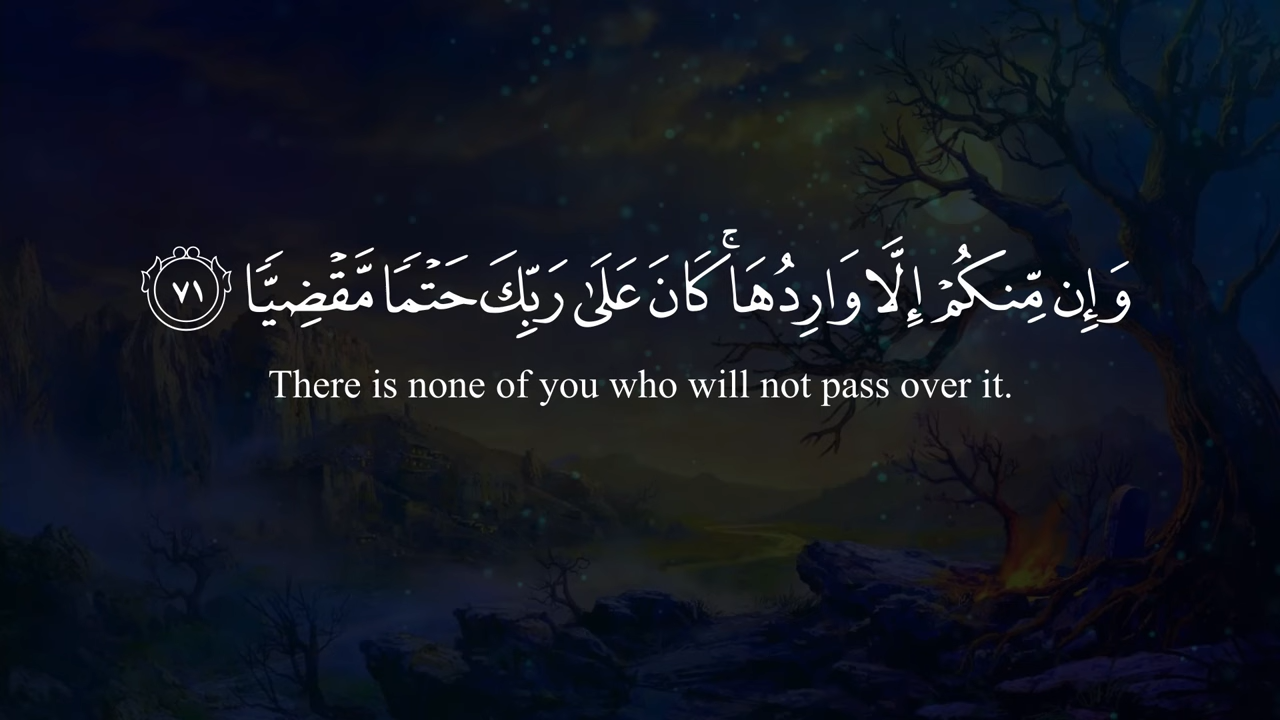 وَإِن مِّنكُمْ إِلَّا وَارِدُهَا ۚ كَانَ عَلَىٰ رَبِّكَ حَتْمًا مَّقْضِيًّا ٧١
There is none of you who will not pass over it.